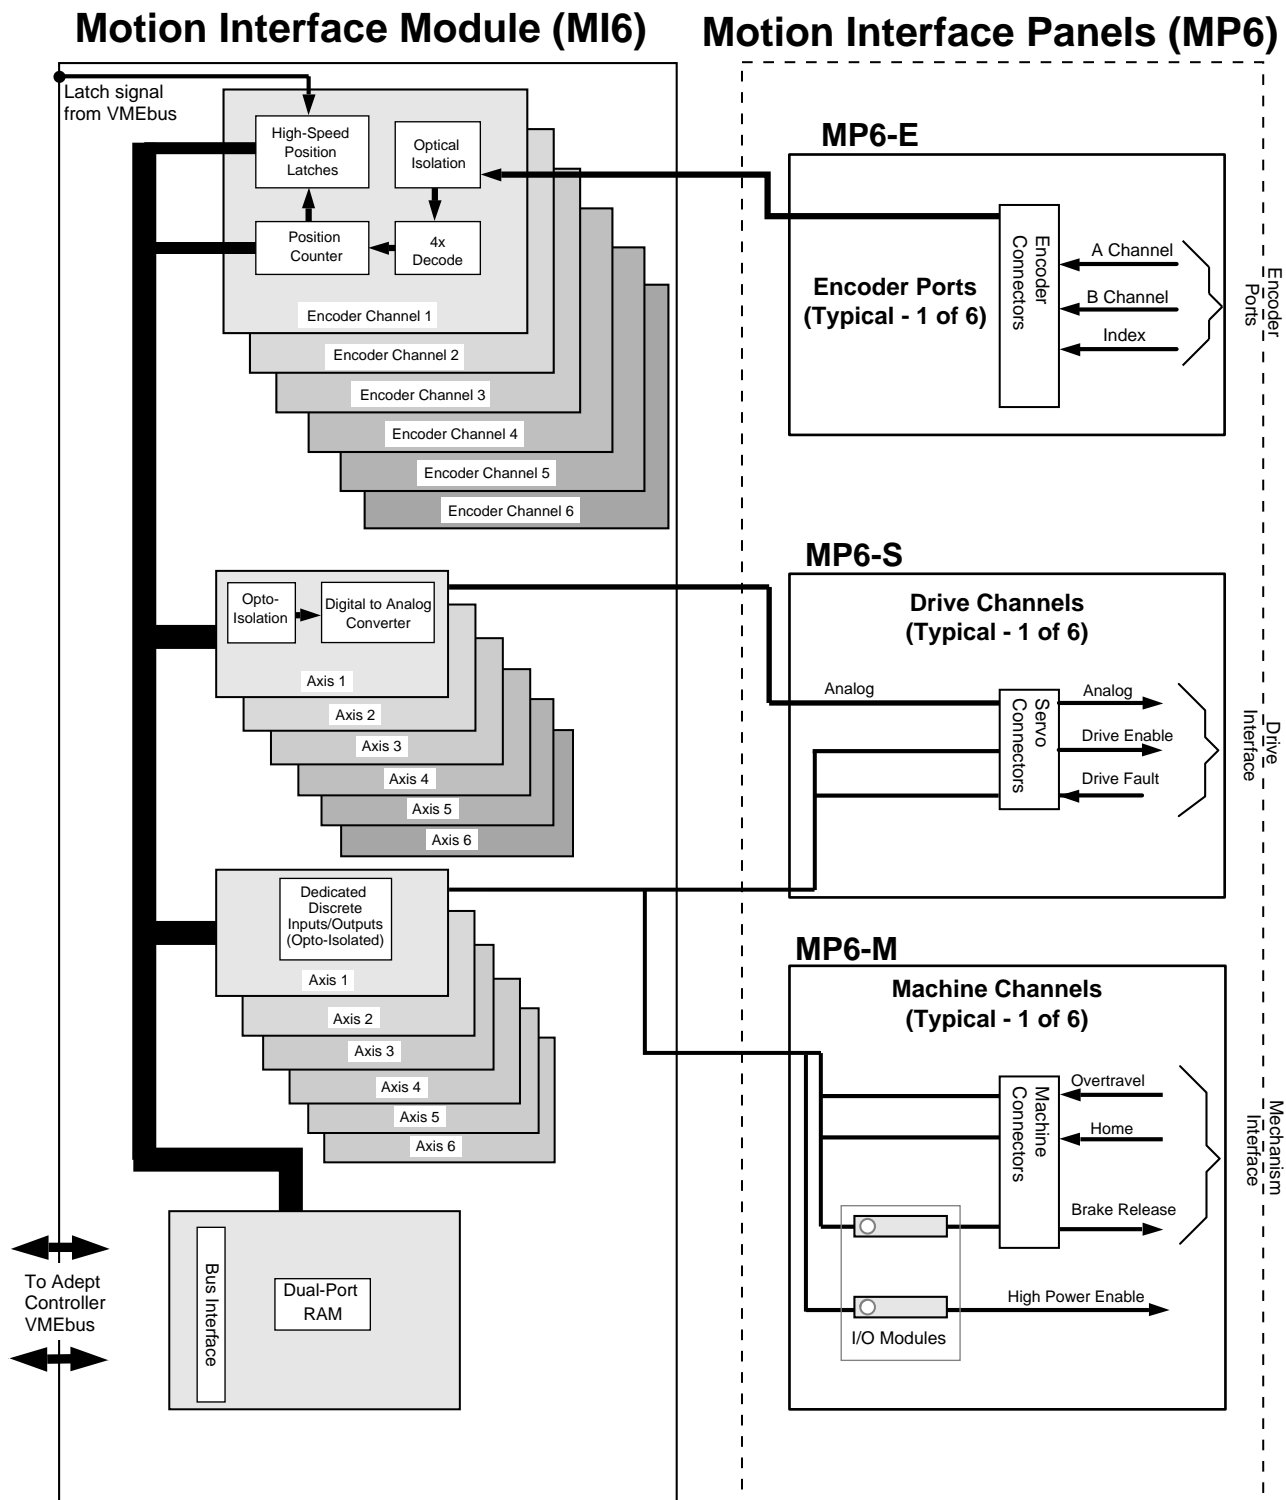 Motion Interface Module (MI6)
Motion Interface Panels (MP6)
Latch signal
from VMEbus
High-Speed
Position
Latches
Optical
Isolation
Position
Counter
4x
Decode
Encoder Channel 1
Encoder Channel 2
Encoder Channel 3
Encoder Channel 4
Encoder Channel 5
Encoder Channel 6
MP6-E
Encoder Ports
(Typical - 1 of 6)
Encoder
Connectors
A Channel
B Channel
Index
Encoder
Ports
Opto-
Isolation
Digital to Analog
Converter
Axis 1
Axis 2
Axis 3
Axis 4
Axis 5
Axis 6
MP6-S
Drive Channels
(Typical - 1 of 6)
Analog
Servo
Connectors
Analog
Drive Enable
Drive Fault
Drive
Interface
Dedicated
Discrete
Inputs/Outputs
(Opto-Isolated)
Axis 1
Axis 2
Axis 3
Axis 4
Axis 5
Axis 6
MP6-M
Machine Channels
(Typical - 1 of 6)
Machine
Connectors
Overtravel
Home
Brake Release
High Power Enable
I/O Modules
Mechanism
Interface
To Adept
Controller
VMEbus
Bus Interface
Dual-Port
RAM